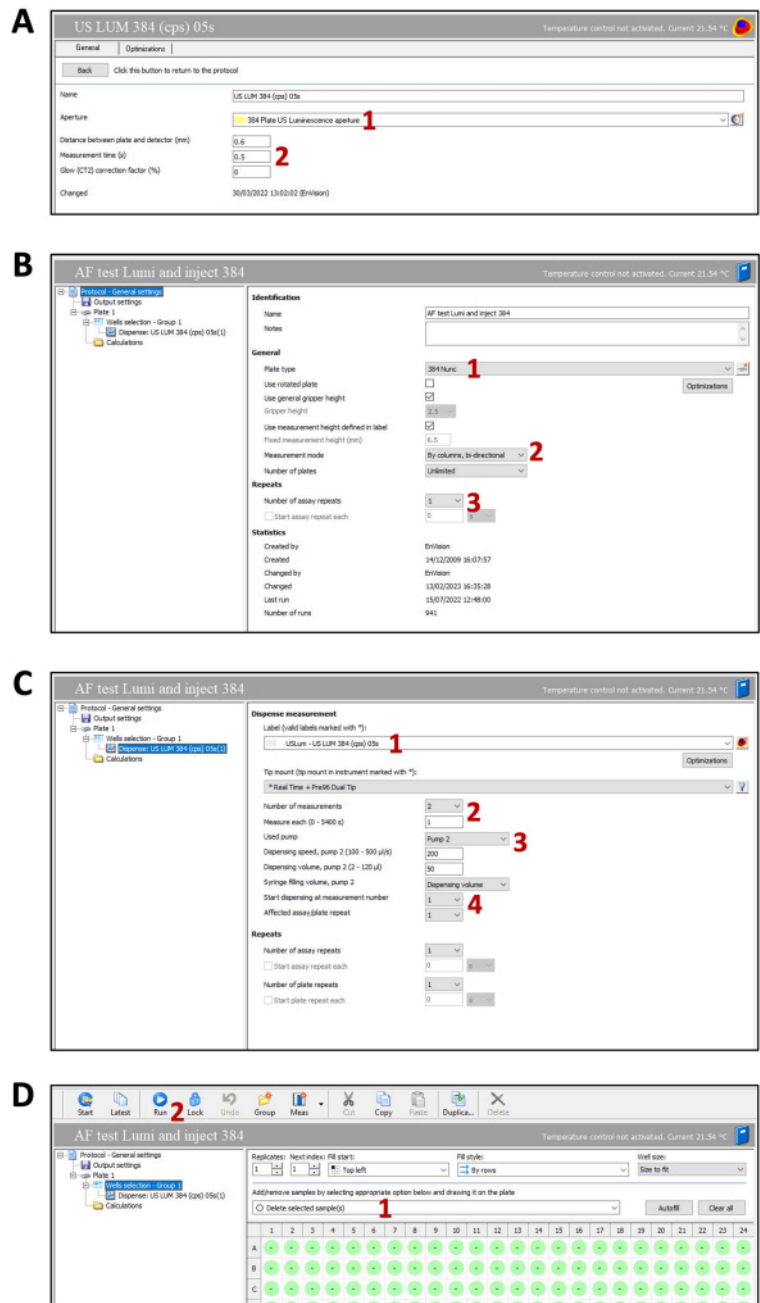 A
US LUM 384 (cps) 05s
Temperature control not activated. Current 21.54 °C
General Optimizations
Back Click this button to return to the protocol
Name US LUM 384 (cps) 05s
Aperture 384 Plate US Luminescence aperture 1
Distance between plate and detector (mm) 0.6
Measurement time (s) 0.5 2
Glow (CT2) correction factor (%) 0
Changed 30/03/2022 13:02:02 (EnVision)
B
AF test Lumi and inject 384
Temperature control not activated. Current 21.54 °C
Protocol - General settings
Output settings
Plate 1
Wells selection - Group 1
Dispense: US LUM 384 (cps) 05s(1)
Calculations
Identification
Name AF test Lumi and inject 384
Notes
General
Plate type 384 Nunc 1
Use rotated plate Optimizations
Use general gripper height
Gripper height 2.5
Use measurement height defined in label
Fixed measurement height (mm) 6.5
Measurement mode By columns, bi-directional 2
Number of plates Unlimited
Repeats
Number of assay repeats 1 3
Start assay repeat each 0 s
Statistics
Created by EnVision
Created 14/12/2009 16:07:57
Changed by EnVision
Changed 13/02/2023 16:35:28
Last run 15/07/2022 12:48:00
Number of runs 941
C
AF test Lumi and inject 384
Temperature control not activated. Current 21.54 °C
Protocol - General settings
Output settings
Plate 1
Wells selection - Group 1
Dispense: US LUM 384 (cps) 05s(1)
Calculations
Dispense measurement
Label (valid labels marked with *):
USLum - US LUM 384 (cps) 05s 1
Optimizations
Tip mount (tip mount in instrument marked with *):
* Real Time + Pre96 Dual Tip
Number of measurements 2 2
Measure each (0 - 5400 s) 1
Used pump Pump 2 3
Dispensing speed, pump 2 (100 - 500 µl/s) 200
Dispensing volume, pump 2 (2 - 120 µl) 50
Syringe filling volume, pump 2 Dispensing volume
Start dispensing at measurement number 1 4
Affected assay/plate repeat 1
Repeats
Number of assay repeats 1
Start assay repeat each 0 s
Number of plate repeats 1
Start plate repeat each 0 s
D
Start Latest Run 2 Lock Undo Group Meas Cut Copy Paste Duplica... Delete
AF test Lumi and inject 384
Temperature control not activated. Current 21.54 °C
Protocol - General settings
Output settings
Plate 1
Wells selection - Group 1
Dispense: US LUM 384 (cps) 05s(1)
Calculations
Replicates: Next index: Fill start: Fill style: Well size:
1 1 Top left By rows Size to fit
Add/remove samples by selecting appropriate option below and drawing it on the plate
Delete selected sample(s) 1 Autofill Clear all
1 2 3 4 5 6 7 8 9 10 11 12 13 14 15 16 17 18 19 20 21 22 23 24
A - - - - - - - - - - - - - - - - - - - - - - - -
B - - - - - - - - - - - - - - - - - - - - - - - -
C - - - - - - - - - - - - - - - - - - - - - - - -